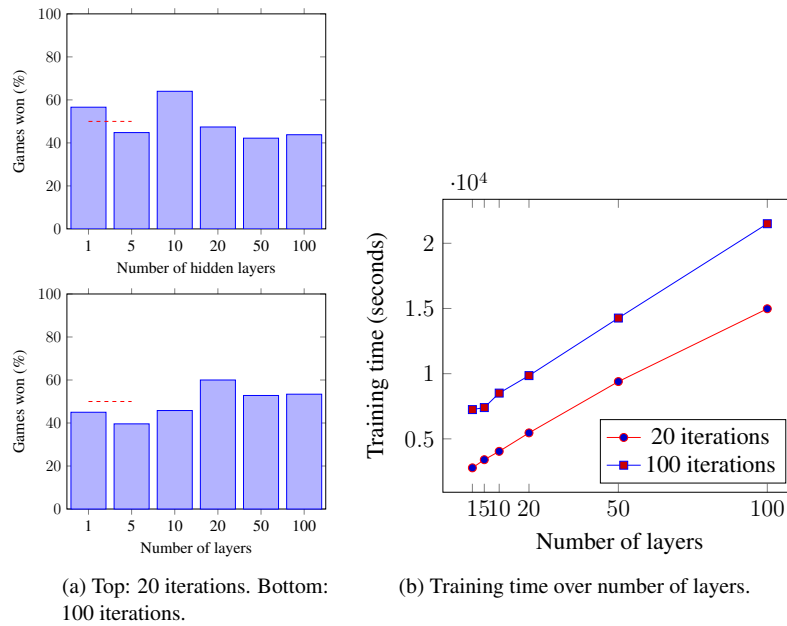 100
80
60
40
20
0
Games won (%)
1 5 10 20 50 100
Number of hidden layers
100
80
60
40
20
0
Games won (%)
1 5 10 20 50 100
Number of layers
(a) Top: 20 iterations. Bottom:
100 iterations.
·10⁴
2
1.5
1
0.5
Training time (seconds)
20 iterations
100 iterations
1 5 10 20 50 100
Number of layers
(b) Training time over number of layers.